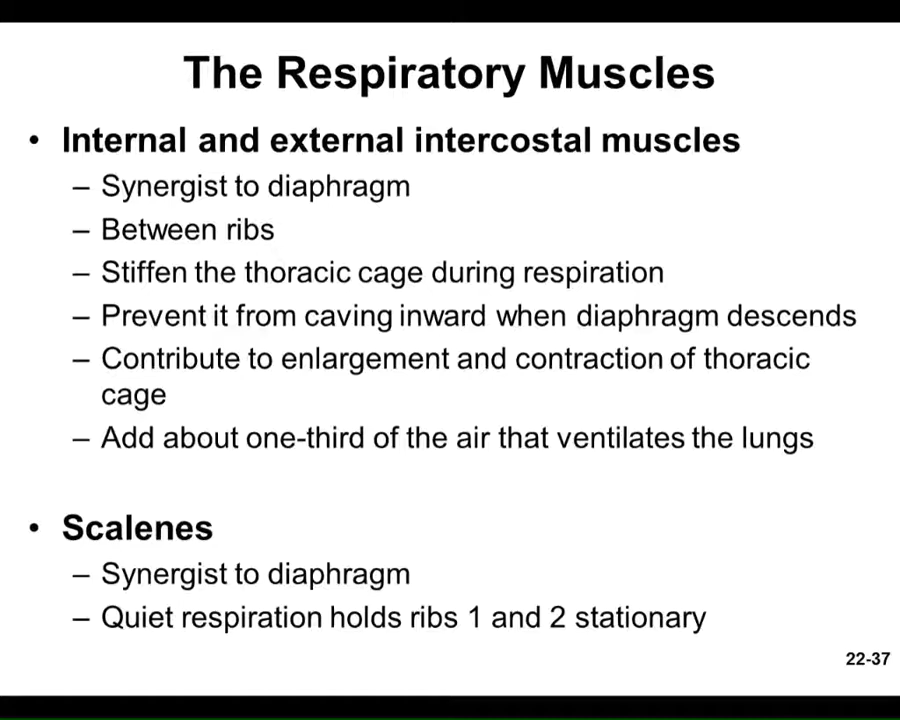 The Respiratory Muscles
• Internal and external intercostal muscles
– Synergist to diaphragm
– Between ribs
– Stiffen the thoracic cage during respiration
– Prevent it from caving inward when diaphragm descends
– Contribute to enlargement and contraction of thoracic
cage
– Add about one-third of the air that ventilates the lungs
• Scalenes
– Synergist to diaphragm
– Quiet respiration holds ribs 1 and 2 stationary
22-37